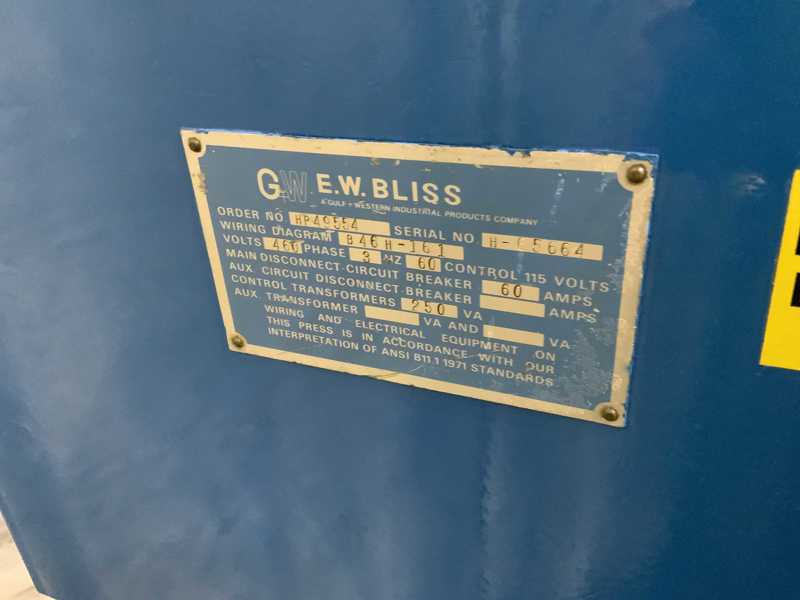 GW E.W. BLISS
A GULF + WESTERN INDUSTRIAL PRODUCTS COMPANY
ORDER NO HP49554 SERIAL NO.
WIRING DIAGRAM B46H-161
VOLTS 460 PHASE 3 HZ 60 CONTROL 115 VOLTS
MAIN DISCONNECT-CIRCUIT BREAKER 60 AMPS
AUX. CIRCUIT DISCONNECT-BREAKER AMPS
CONTROL TRANSFORMERS 250 VA
AUX. TRANSFORMER VA AND VA
WIRING AND ELECTRICAL EQUIPMENT ON
THIS PRESS IS IN ACCORDANCE WITH OUR
INTERPRETATION OF ANSI B11.1 1971 STANDARDS